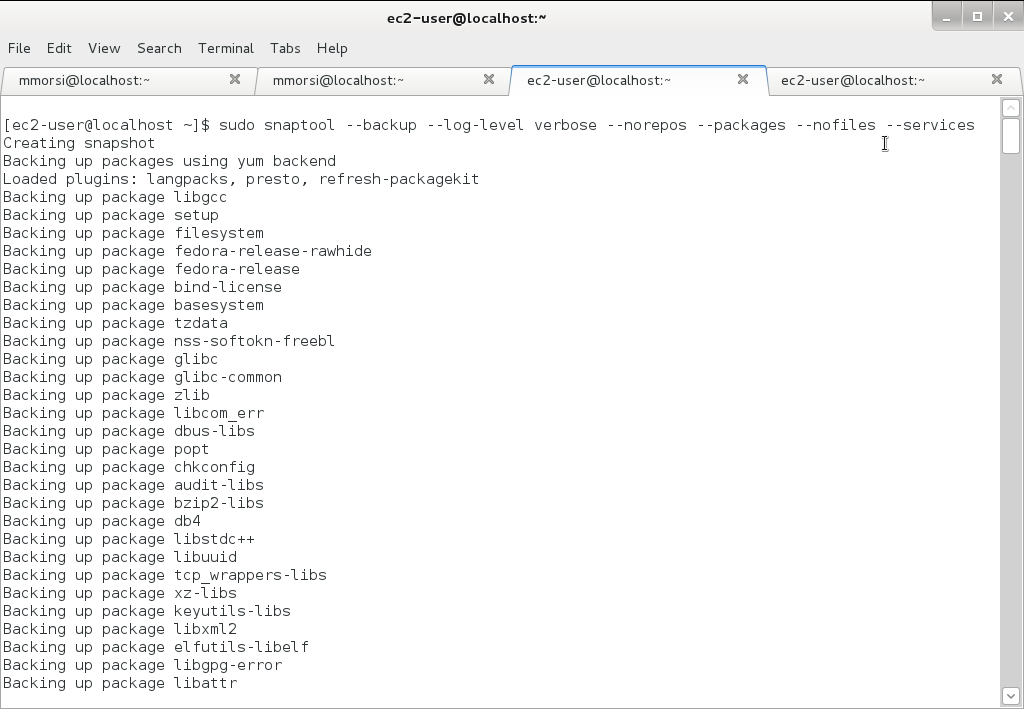 ec2-user@localhost:~
File Edit View Search Terminal Tabs Help
mmorsi@localhost:~ mmorsi@localhost:~ ec2-user@localhost:~ ec2-user@localhost:~
[ec2-user@localhost ~]$ sudo snaptool --backup --log-level verbose --norepos --packages --nofiles --services
Creating snapshot
Backing up packages using yum backend
Loaded plugins: langpacks, presto, refresh-packagekit
Backing up package libgcc
Backing up package setup
Backing up package filesystem
Backing up package fedora-release-rawhide
Backing up package fedora-release
Backing up package bind-license
Backing up package basesystem
Backing up package tzdata
Backing up package nss-softokn-freebl
Backing up package glibc
Backing up package glibc-common
Backing up package zlib
Backing up package libcom_err
Backing up package dbus-libs
Backing up package popt
Backing up package chkconfig
Backing up package audit-libs
Backing up package bzip2-libs
Backing up package db4
Backing up package libstdc++
Backing up package libuuid
Backing up package tcp_wrappers-libs
Backing up package xz-libs
Backing up package keyutils-libs
Backing up package libxml2
Backing up package elfutils-libelf
Backing up package libgpg-error
Backing up package libattr